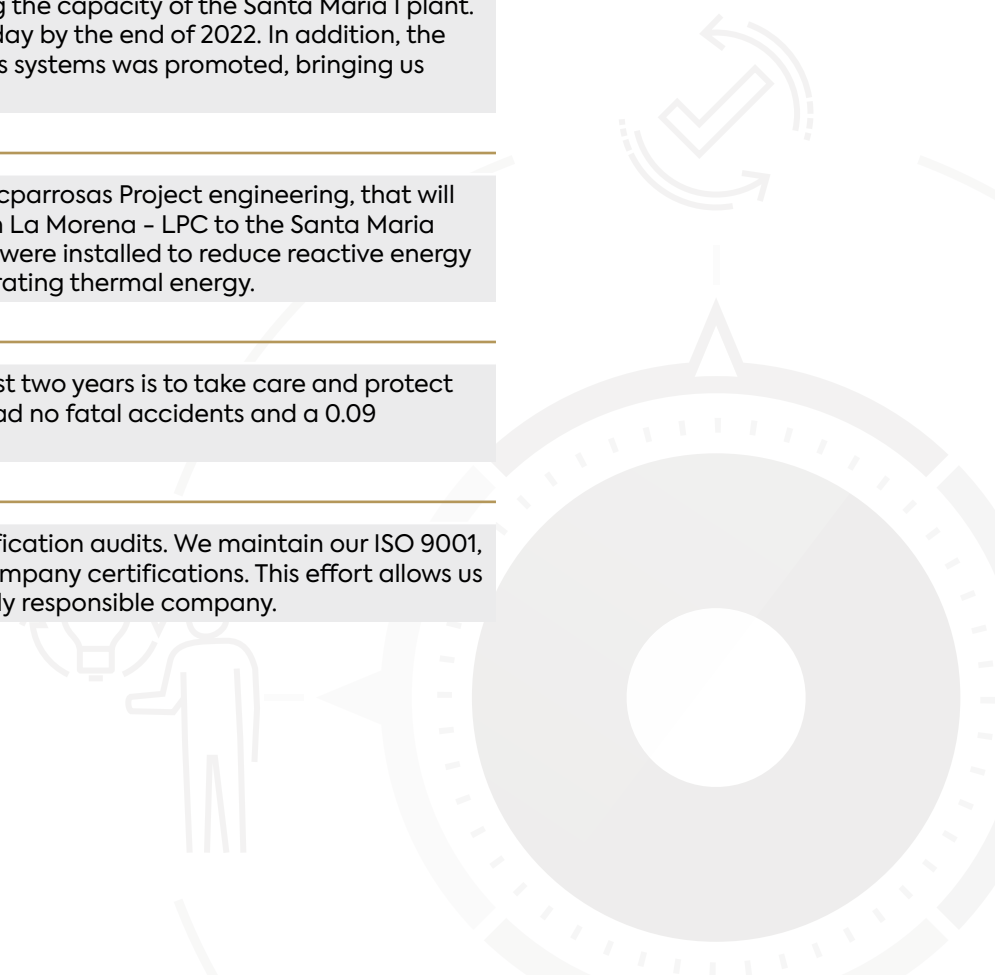 the capacity of the Santa Maria I plant.
day by the end of 2022. In addition, the
systems was promoted, bringing us
cparrosas Project engineering, that will
La Morena - LPC to the Santa Maria
were installed to reduce reactive energy
rating thermal energy.
st two years is to take care and protect
ad no fatal accidents and a 0.09
fication audits. We maintain our ISO 9001,
ompany certifications. This effort allows us
ly responsible company.